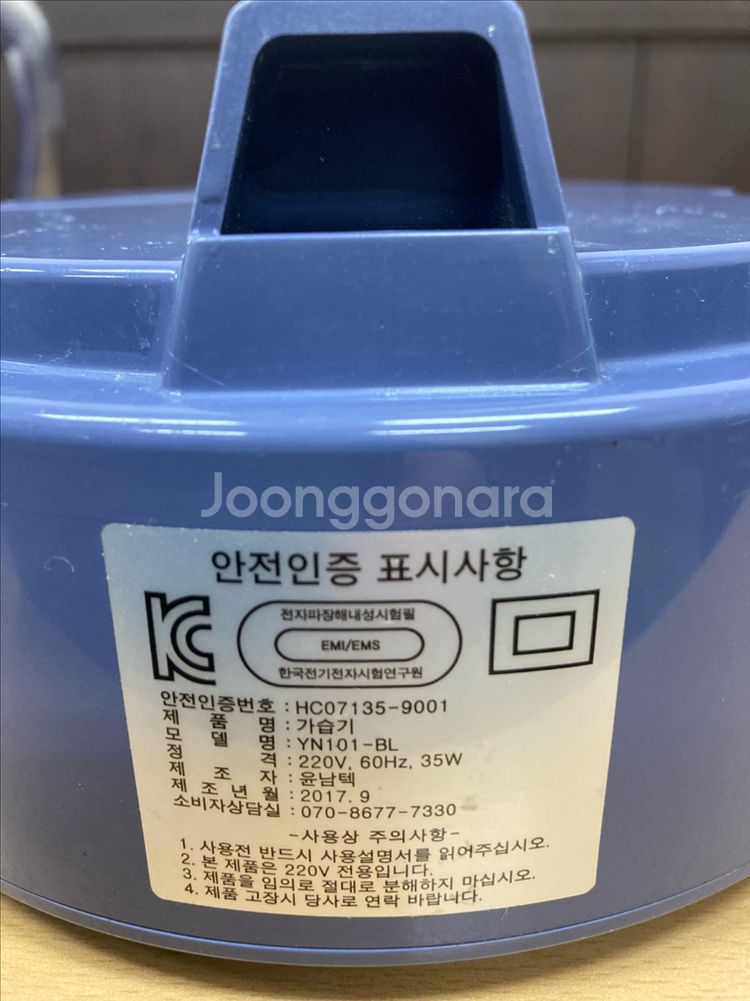 Joonggonara
안전인증 표시사항
전자파장해내성시험필
EMI/EMS
한국전기전자시험연구원
안전인증번호 : HC07135-9001
제 품 명 : 가습기
모 델 명 : YN101-BL
정 격 : 220V, 60Hz, 35W
제 조 자 : 윤남텍
제 조 년 월 : 2017. 9
소비자상담실 : 070-8677-7330
-사용상 주의사항-
1. 사용전 반드시 사용설명서를 읽어주십시오.
2. 본 제품은 220V 전용입니다.
3. 제품을 임의로 절대로 분해하지 마십시오.
4. 제품 고장시 당사로 연락 바랍니다.